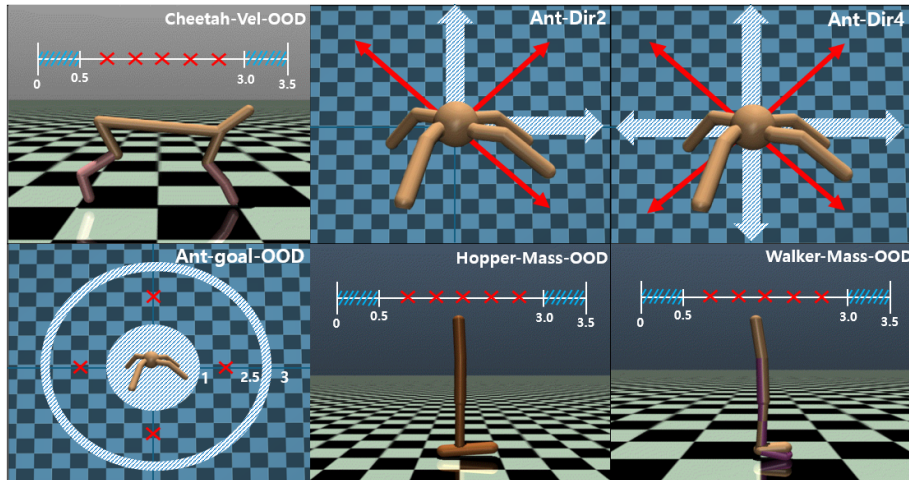 Cheetah-Vel-OOD
0 0.5 3.0 3.5
Ant-Dir2
Ant-Dir4
Ant-goal-OOD
1 2.5 3
Hopper-Mass-OOD
0 0.5 3.0 3.5
Walker-Mass-OOD
0 0.5 3.0 3.5